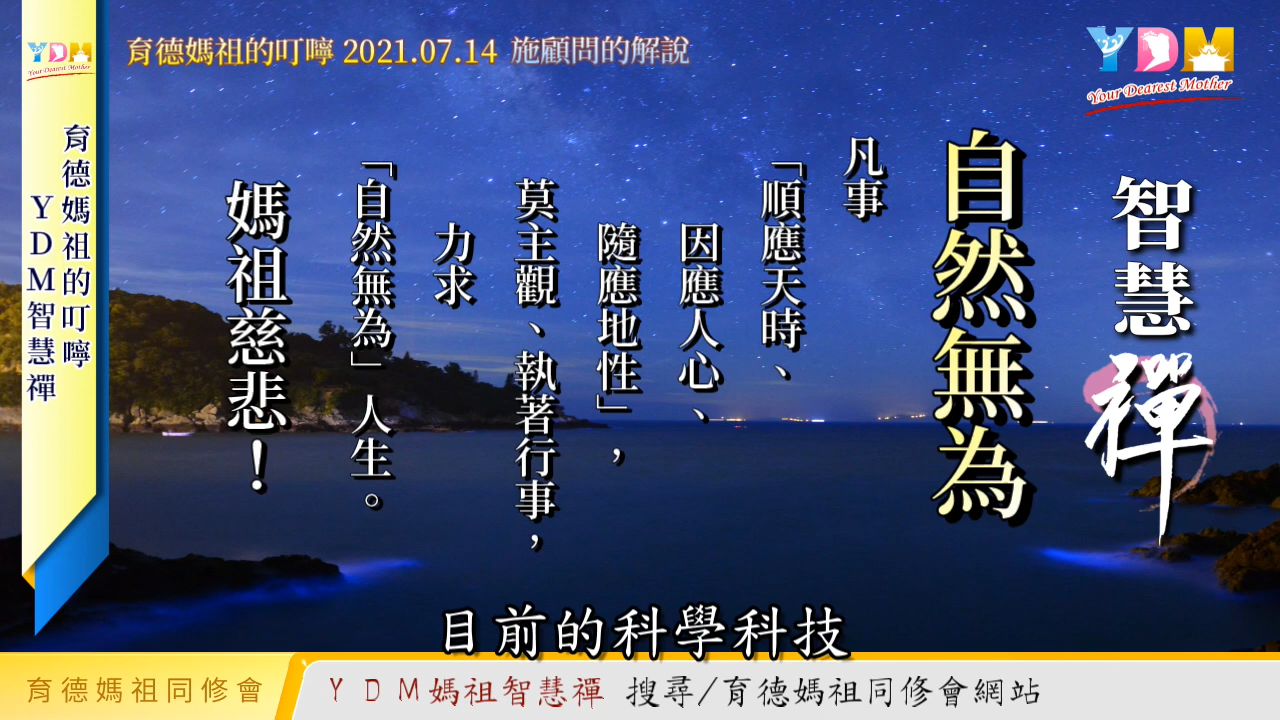 育德媽祖的叮嚀 2021.07.14 施顧問的解說
YDM
Your Dearest Mother
YDM
Your Dearest Mother
育德媽祖的叮嚀
YDM智慧禪
智慧禪
自然無為
凡事
「順應天時、
因應人心、
隨應地性」，
莫主觀、執著行事，
力求
「自然無為」人生。
媽祖慈悲！
目前的科學科技
育德媽祖同修會
ＹＤＭ媽祖智慧禪 搜尋/育德媽祖同修會網站